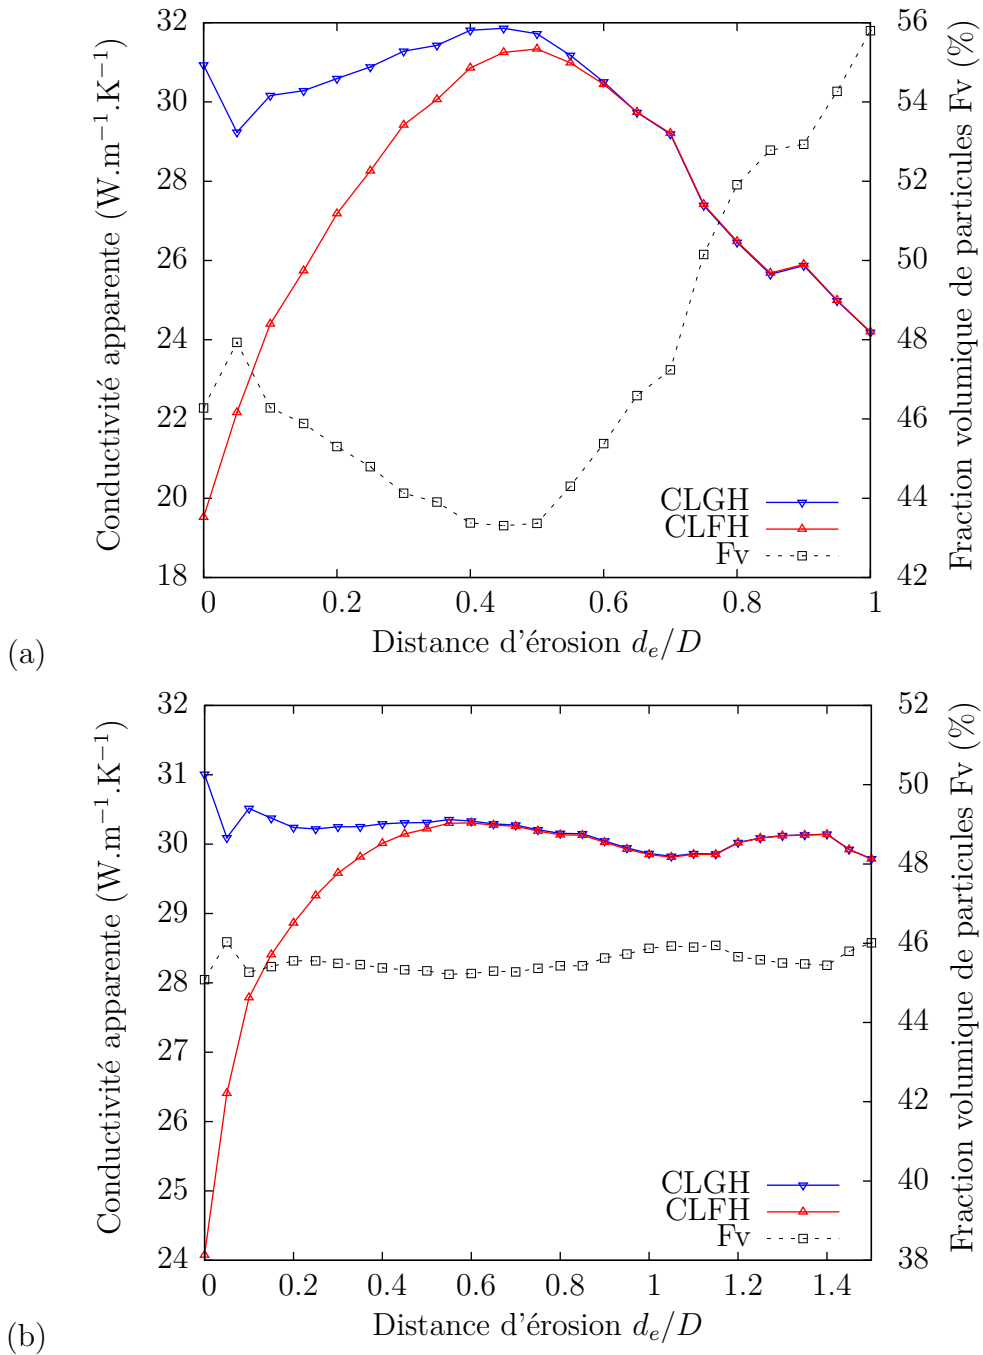 (a)
Conductivité apparente (W.m⁻¹.K⁻¹)
32
30
28
26
24
22
20
18
0 0.2 0.4 0.6 0.8 1
Distance d'érosion dₑ/D
56
54
52
50
48
46
44
42
Fraction volumique de particules Fv (%)
CLGH
CLFH
Fv
(b)
Conductivité apparente (W.m⁻¹.K⁻¹)
32
31
30
29
28
27
26
25
24
0 0.2 0.4 0.6 0.8 1 1.2 1.4
Distance d'érosion dₑ/D
52
50
48
46
44
42
40
38
Fraction volumique de particules Fv (%)
CLGH
CLFH
Fv